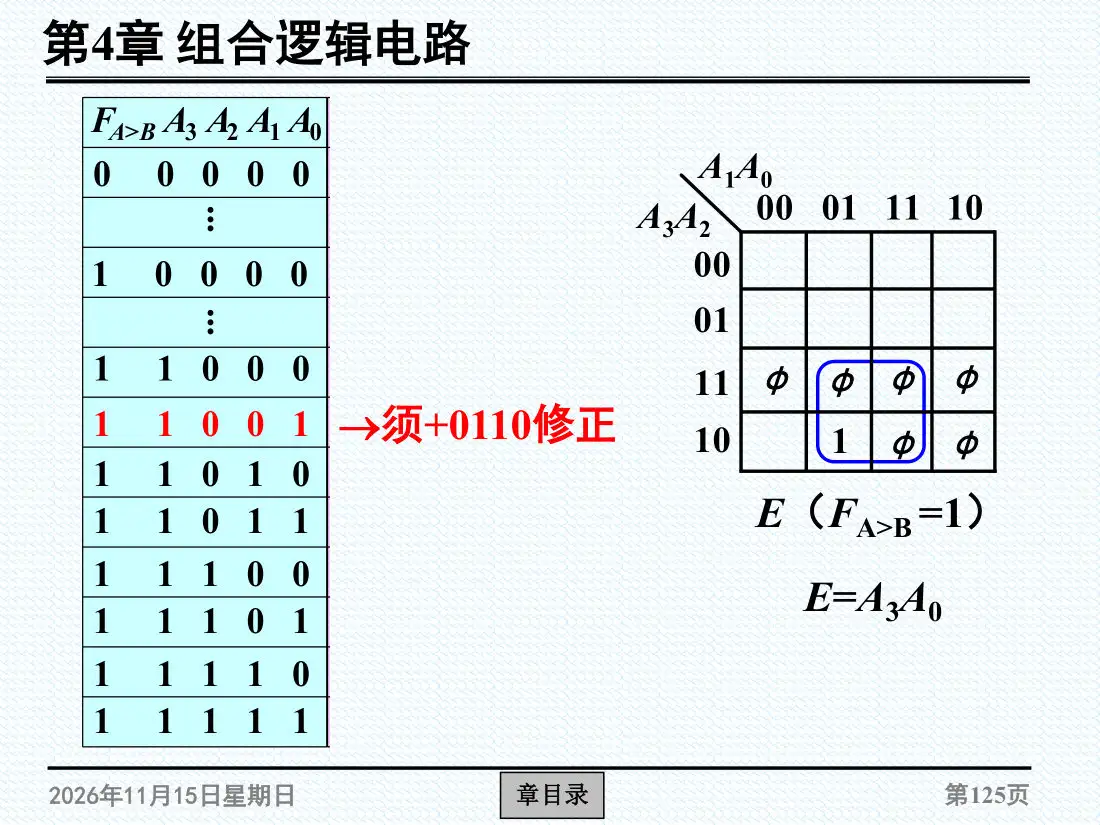 第4章 组合逻辑电路
F_A>B A3 A2 A1 A0
0 0 0 0 0
⋮
1 0 0 0 0
⋮
1 1 0 0 0
1 1 0 0 1 →须+0110修正
1 1 0 1 0
1 1 0 1 1
1 1 1 0 0
1 1 1 0 1
1 1 1 1 0
1 1 1 1 1
A1A0
A3A2 00 01 11 10
00
01
11 ϕ ϕ ϕ ϕ
10 1 ϕ ϕ
E（F_A>B =1）
E=A3A0
2026年11月15日星期日
章目录
第125页